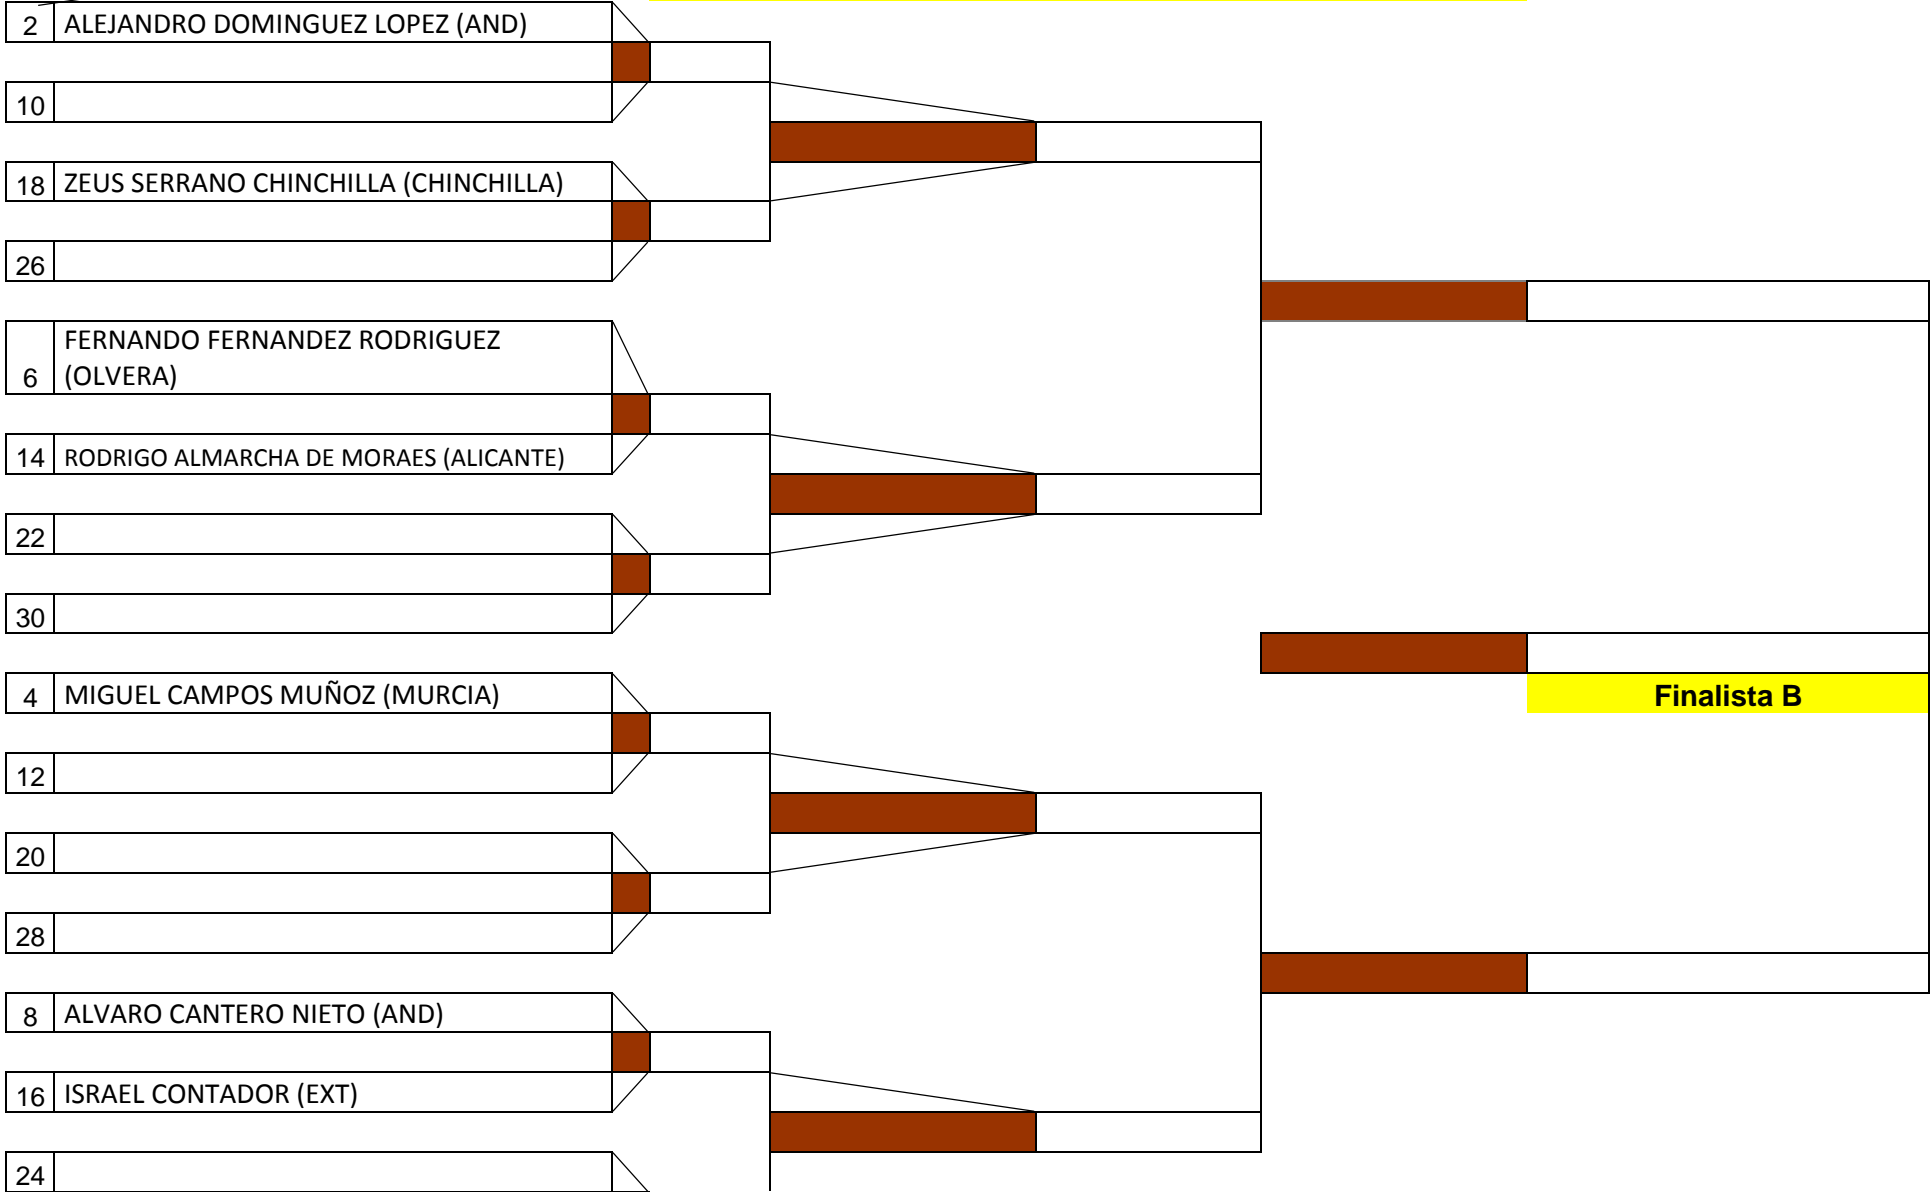 2 ALEJANDRO DOMINGUEZ LOPEZ (AND)
10
18 ZEUS SERRANO CHINCHILLA (CHINCHILLA)
26
FERNANDO FERNANDEZ RODRIGUEZ
6 (OLVERA)
14 RODRIGO ALMARCHA DE MORAES (ALICANTE)
22
30
4 MIGUEL CAMPOS MUÑOZ (MURCIA)
Finalista B
12
20
28
8 ALVARO CANTERO NIETO (AND)
16 ISRAEL CONTADOR (EXT)
24